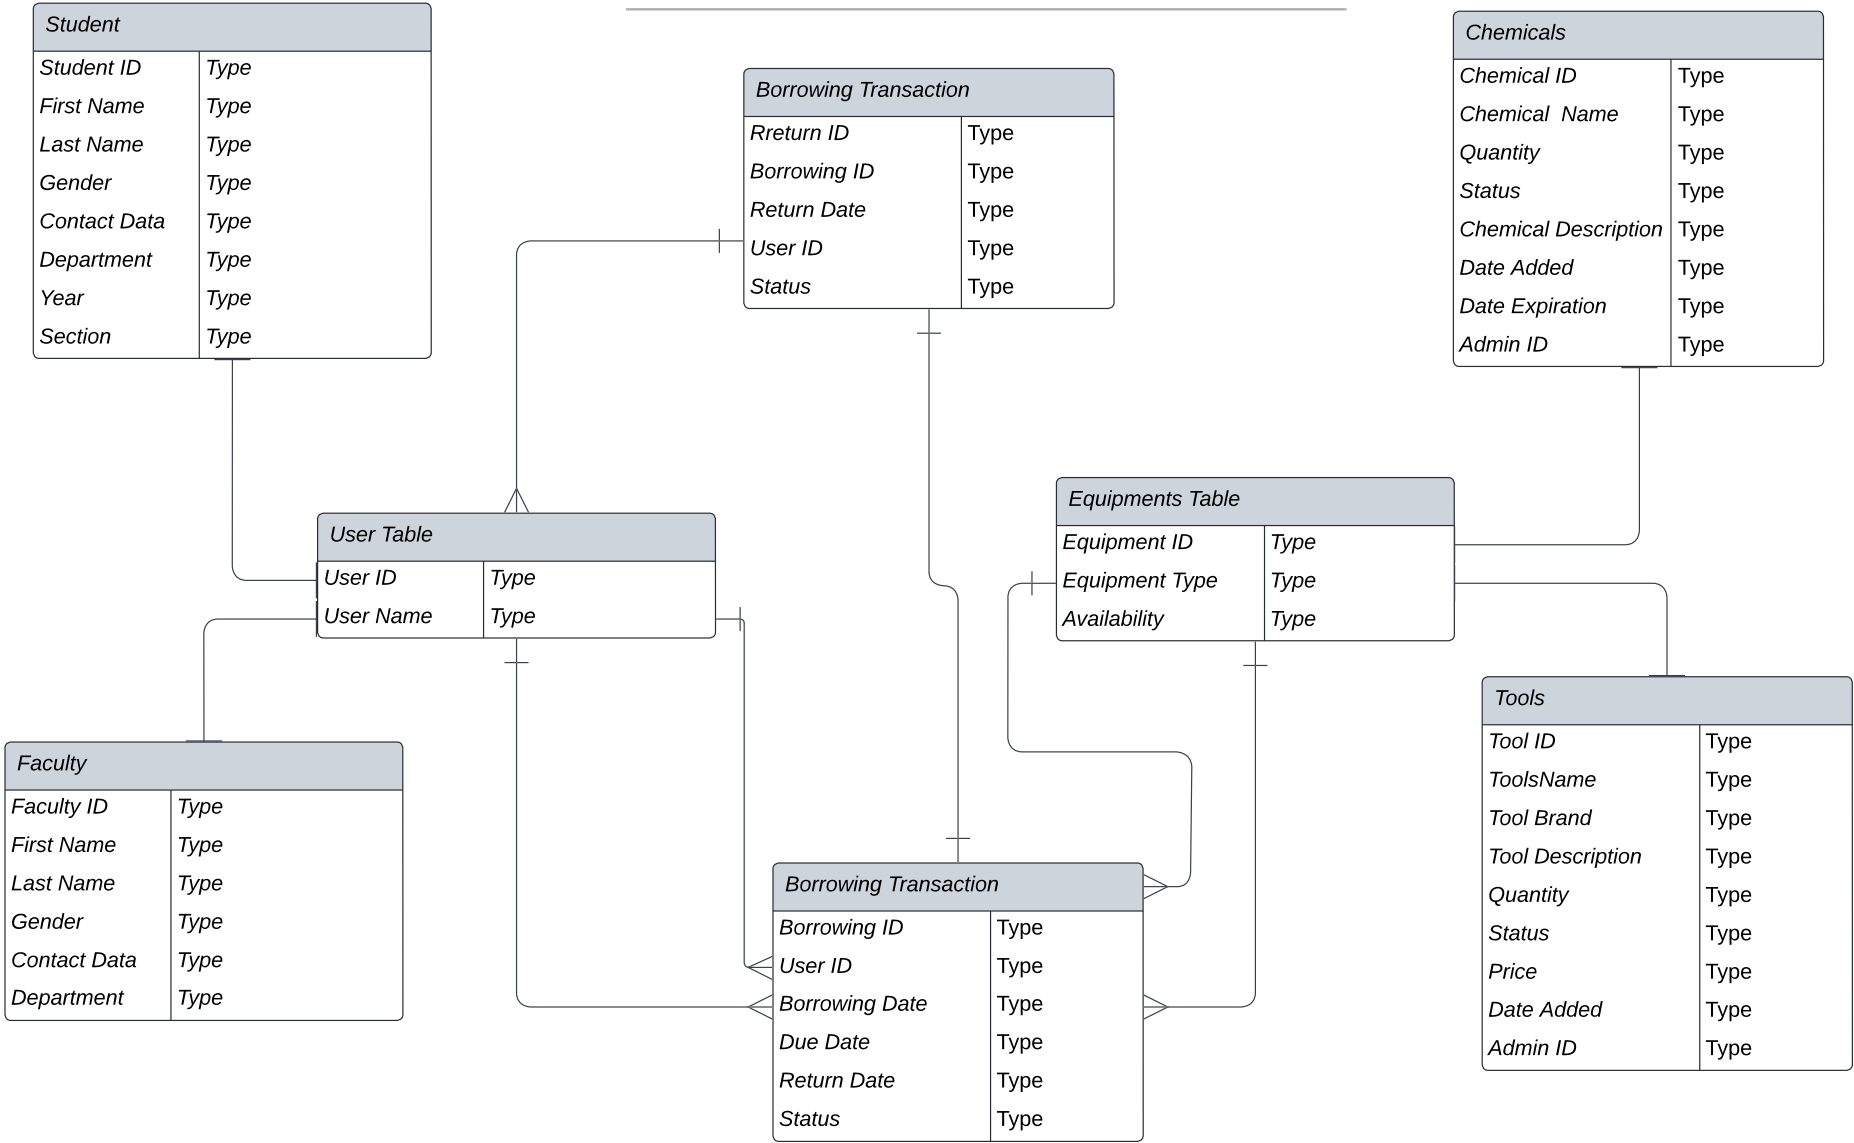 Student
Student ID Type
First Name Type
Last Name Type
Gender Type
Contact Data Type
Department Type
Year Type
Section Type
Borrowing Transaction
Rreturn ID Type
Borrowing ID Type
Return Date Type
User ID Type
Status Type
Chemicals
Chemical ID Type
Chemical  Name Type
Quantity Type
Status Type
Chemical Description Type
Date Added Type
Date Expiration Type
Admin ID Type
User Table
User ID Type
User Name Type
Equipments Table
Equipment ID Type
Equipment Type Type
Availability Type
Faculty
Faculty ID Type
First Name Type
Last Name Type
Gender Type
Contact Data Type
Department Type
Borrowing Transaction
Borrowing ID Type
User ID Type
Borrowing Date Type
Due Date Type
Return Date Type
Status Type
Tools
Tool ID Type
ToolsName Type
Tool Brand Type
Tool Description Type
Quantity Type
Status Type
Price Type
Date Added Type
Admin ID Type